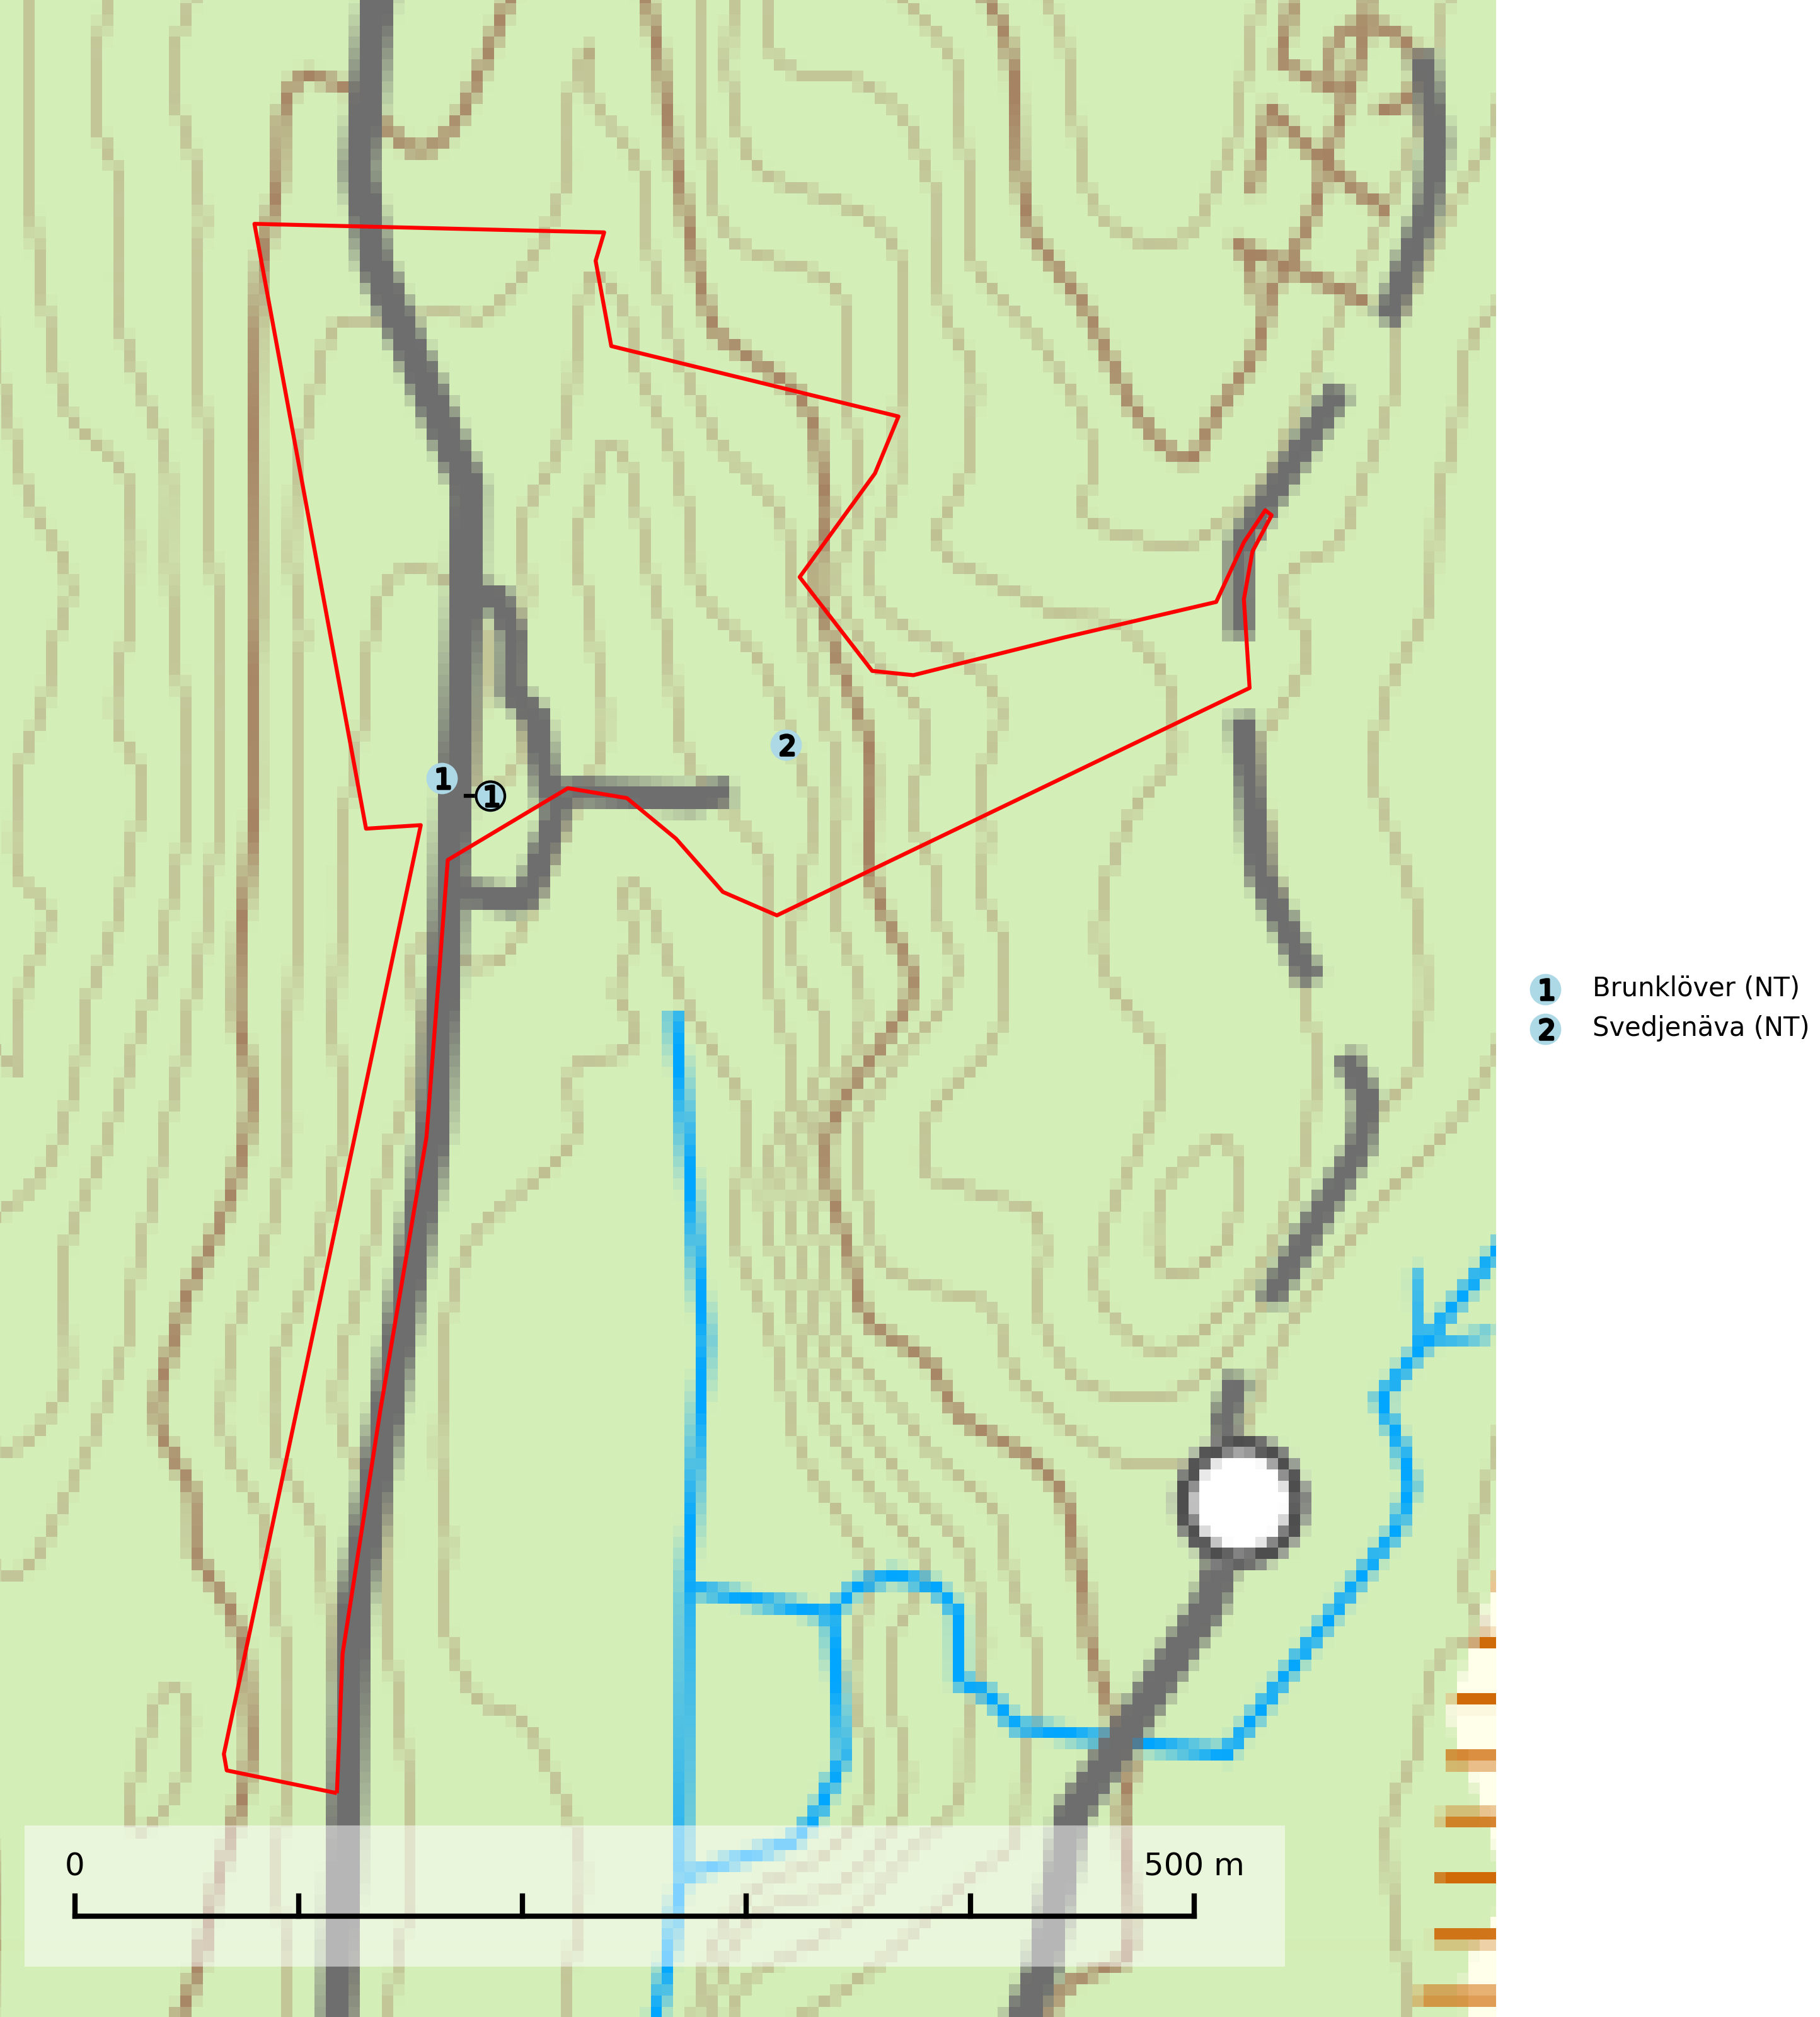 2
1
1
1 Brunklöver (NT)
2 Svedjenäva (NT)
0 500 m